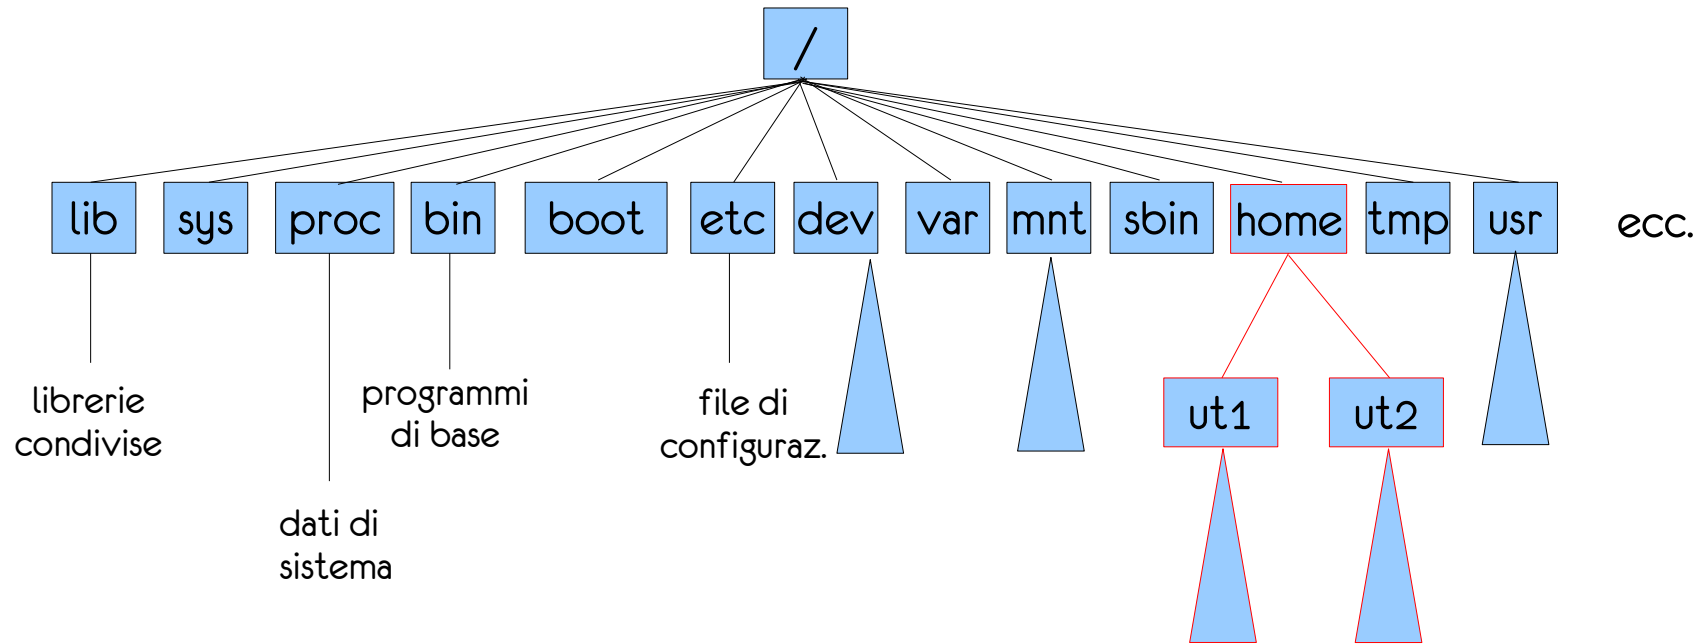 /
lib sys proc bin boot etc dev var mnt sbin home tmp usr ecc.
librerie
condivise
programmi
di base
file di
configuraz.
ut1 ut2
dati di
sistema